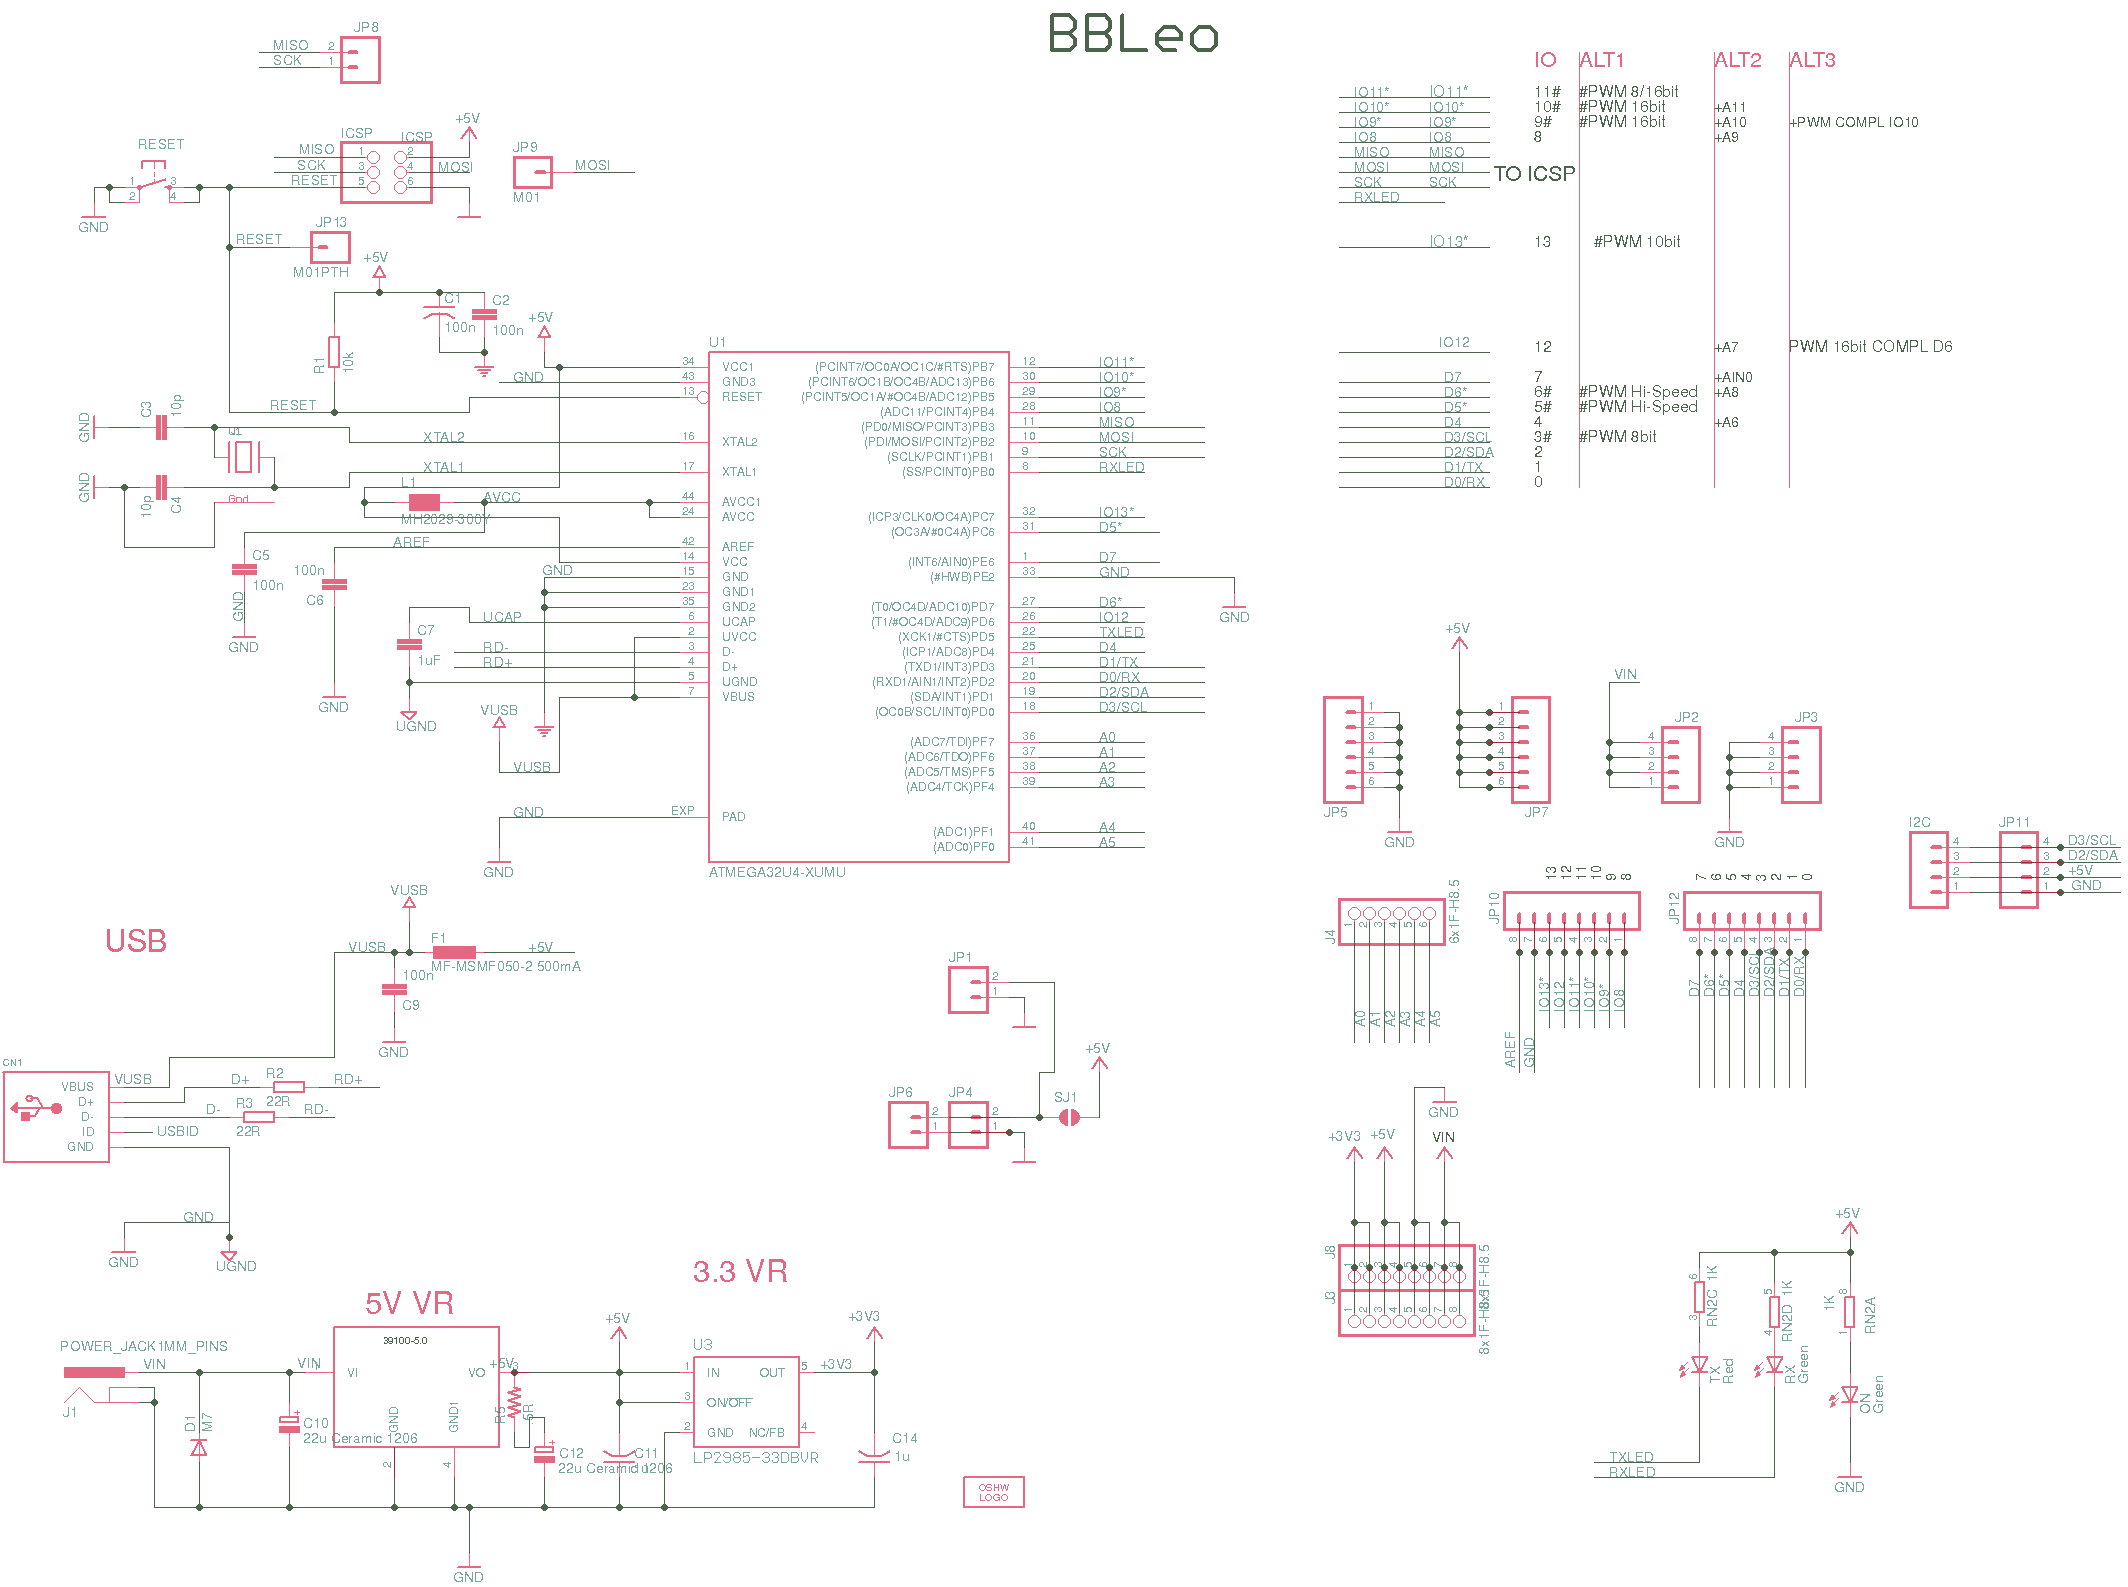 BBLeo
JP8
MISO 2
SCK 1
ICSP ICSP +5V
RESET
MISO 1 2
SCK 3 4 MOSI
RESET 5 6
1 3
2 4
GND
JP9
MOSI
M01
JP13
RESET
M01PTH
+5V
C1 100n
C2 100n
R1 10k
+5V
GND
RESET
C3 10p
GND
Q1
XTAL2
XTAL1
GND
10p C4
Gnd
L1
AVCC
MH2029-300Y
AREF
C5 100n
GND
GND
100n
C6
GND
GND
UCAP
C7
1uF
RD-
RD+
UGND
VUSB
VUSB
GND
GND
U1
34 VCC1
43 GND3
13 RESET
16 XTAL2
17 XTAL1
44 AVCC1
24 AVCC
42 AREF
14 VCC
15 GND
23 GND1
35 GND2
6 UCAP
2 UVCC
3 D-
4 D+
5 UGND
7 VBUS
EXP PAD
(PCINT7/OC0A/OC1C/#RTS)PB7 12 IO11*
(PCINT6/OC1B/OC4B/ADC13)PB6 30 IO10*
(PCINT5/OC1A/#OC4B/ADC12)PB5 29 IO9*
(ADC11/PCINT4)PB4 28 IO8
(PD0/MISO/PCINT3)PB3 11 MISO
(PDI/MOSI/PCINT2)PB2 10 MOSI
(SCLK/PCINT1)PB1 9 SCK
(SS/PCINT0)PB0 8 RXLED
(ICP3/CLK0/OC4A)PC7 32 IO13*
(OC3A/#0C4A)PC6 31 D5*
(INT6/AIN0)PE6 1 D7
(#HWB)PE2 33 GND
GND
(T0/OC4D/ADC10)PD7 27 D6*
(T1/#OC4D/ADC9)PD6 26 IO12
(XCK1/#CTS)PD5 22 TXLED
(ICP1/ADC8)PD4 25 D4
(TXD1/INT3)PD3 21 D1/TX
(RXD1/AIN1/INT2)PD2 20 D0/RX
(SDA/INT1)PD1 19 D2/SDA
(OC0B/SCL/INT0)PD0 18 D3/SCL
(ADC7/TDI)PF7 36 A0
(ADC6/TDO)PF6 37 A1
(ADC5/TMS)PF5 38 A2
(ADC4/TCK)PF4 39 A3
(ADC1)PF1 40 A4
(ADC0)PF0 41 A5
ATMEGA32U4-XUMU
IO ALT1 ALT2 ALT3
IO11* IO11* 11# #PWM 8/16bit
IO10* IO10* 10# #PWM 16bit +A11
IO9* IO9* 9# #PWM 16bit +A10 +PWM COMPL IO10
IO8 IO8 8 +A9
MISO MISO
MOSI MOSI TO ICSP
SCK SCK
RXLED
IO13* 13 #PWM 10bit
IO12 12 +A7 PWM 16bit COMPL D6
D7 7 +AIN0
D6* 6# #PWM Hi-Speed +A8
D5* 5# #PWM Hi-Speed
D4 4 +A6
D3/SCL 3# #PWM 8bit
D2/SDA 2
D1/TX 1
D0/RX 0
+5V
VIN
JP2
JP3
1 1 4 4
2 2 3 3
3 3 2 2
4 4 1 1
5 5
6 6
JP5
JP7
GND
GND
I2C JP11
4 4 D3/SCL
3 3 D2/SDA
2 2 +5V
1 1 GND
6x1F-H8.5
J4
1 2 3 4 5 6
A0 A1 A2 A3 A4 A5
13 12 11 10 9 8
JP10
8 7 6 5 4 3 2 1
AREF GND IO13* IO12 IO11* IO10* IO9* IO8
7 6 5 4 3 2 1 0
JP12
8 7 6 5 4 3 2 1
D7 D6* D5* D4 D3/SCL D2/SDA D1/TX D0/RX
USB
VUSB
VUSB
F1
+5V
MF-MSMF050-2 500mA
100n
C9
GND
CN1
VBUS VUSB
D+ D+ R2 22R RD+
D- D- R3 22R RD-
ID USBID
GND
GND
GND
UGND
JP1
2
1
JP6 JP4
2 2
1 1
SJ1
+5V
GND
+3V3 +5V VIN
J8
1 2 3 4 5 6 7 8
8x1F-H8.5
J3
1 2 3 4 5 6 7 8
8x1F-H8.5
+5V
6 RN2C 1K 3
5 RN2D 1K 4
8 RN2A 1K 1
TX Red
RX Green
ON Green
TXLED
RXLED
GND
5V VR
3.3 VR
POWER_JACK1MM_PINS
VIN
J1
D1 M7
VIN 1
C10
22u Ceramic 1206
39100-5.0
VI VO
GND GND1
2 4
+5V 3
R5 .5R
C12
22u Ceramic 1206
+5V
C11
1u
U3
1 IN OUT 5 +3V3
3 ON/OFF
2 GND NC/FB 4
LP2985-33DBVR
+3V3
C14
1u
GND
OSHW
LOGO